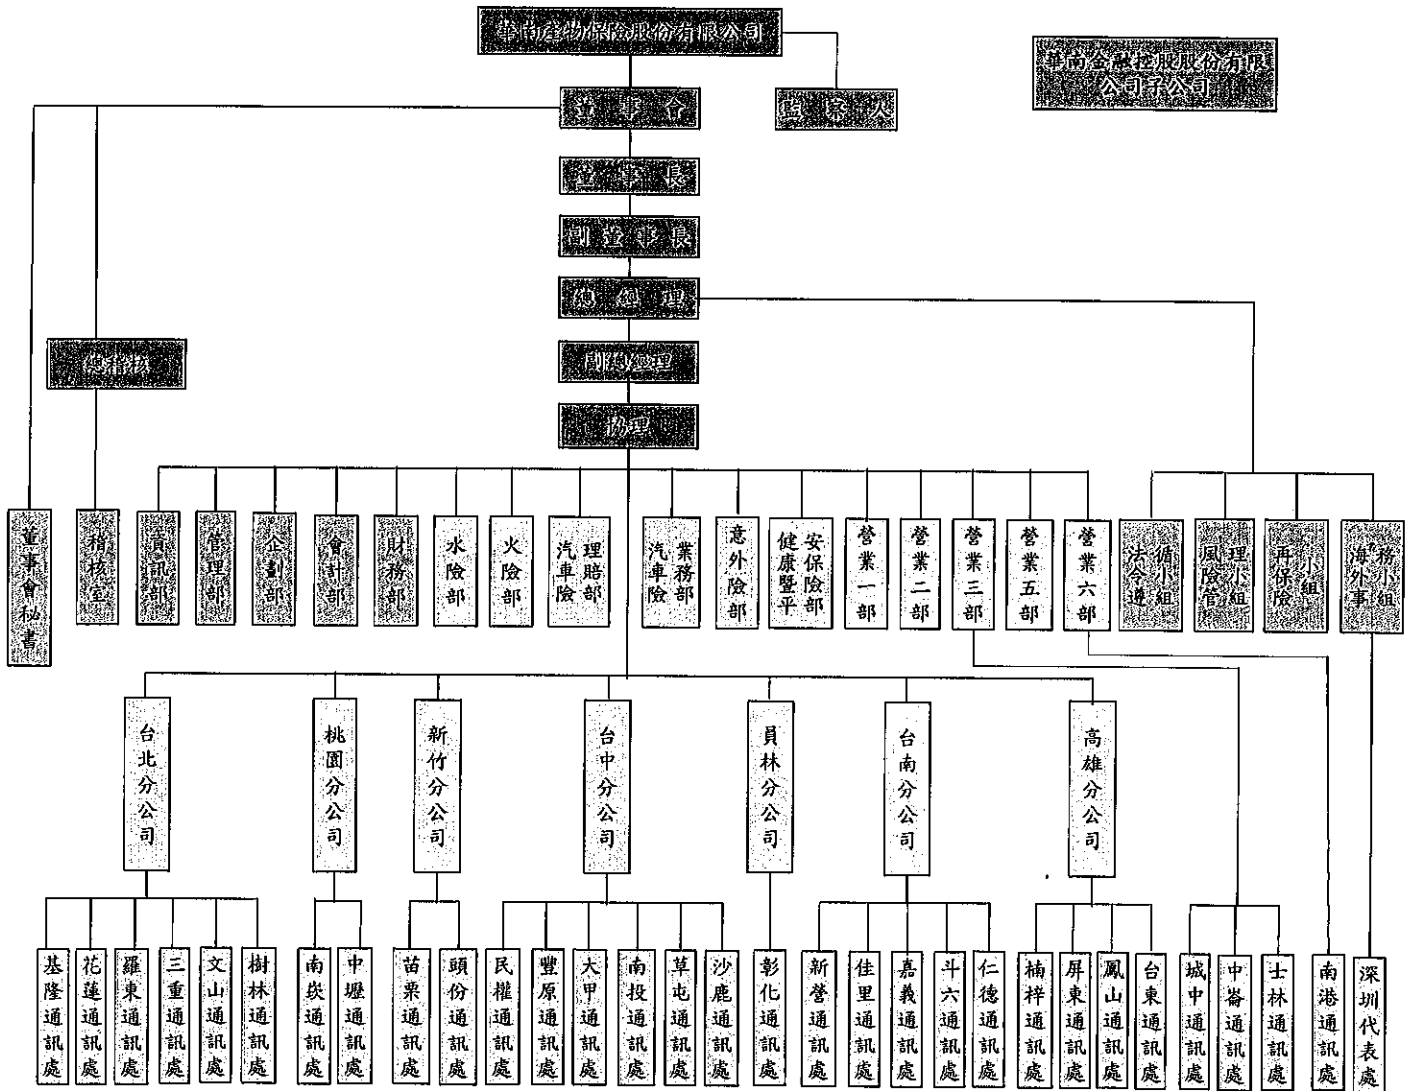 華南產物保險股份有限公司
華南金融控股股份有限
公司子公司
董事會
監察人
董事長
副董事長
總經理
總稽核
副總經理
協理
董事會秘書
稽核室
資訊部
管理部
企劃部
會計部
財務部
水險部
火險部
汽車險
理賠部
汽車險
業務部
意外險部
健康暨平
安保險部
營業一部
營業二部
營業三部
營業五部
營業六部
法令遵
循小組
風險管
理小組
再保險
小組
海外事
務小組
台北分公司
桃園分公司
新竹分公司
台中分公司
員林分公司
台南分公司
高雄分公司
基隆通訊處
花蓮通訊處
羅東通訊處
三重通訊處
文山通訊處
樹林通訊處
南崁通訊處
中壢通訊處
苗栗通訊處
頭份通訊處
民權通訊處
豐原通訊處
大甲通訊處
南投通訊處
草屯通訊處
沙鹿通訊處
彰化通訊處
新營通訊處
佳里通訊處
嘉義通訊處
斗六通訊處
仁德通訊處
楠梓通訊處
屏東通訊處
鳳山通訊處
台東通訊處
城中通訊處
中崙通訊處
士林通訊處
南港通訊處
深圳代表處